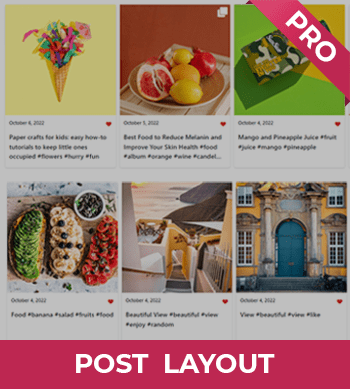 PRO
October 6, 2022
October 5, 2022
October 4, 2022
Paper crafts for kids: easy how-to
tutorials to keep little ones
occupied #flowers #hurry #fun
Best Food to Reduce Melanin and
Improve Your Skin Health #food
#album #orange #wine #candel...
Mango and Pineapple Juice #fruit
#juice #mango #pineapple
October 4, 2022
October 4, 2022
October 4, 2022
Food #banana #salad #fruits #food
Beautiful View #beautiful #view
#enjoy #random
View #beautiful #view #like
POST LAYOUT